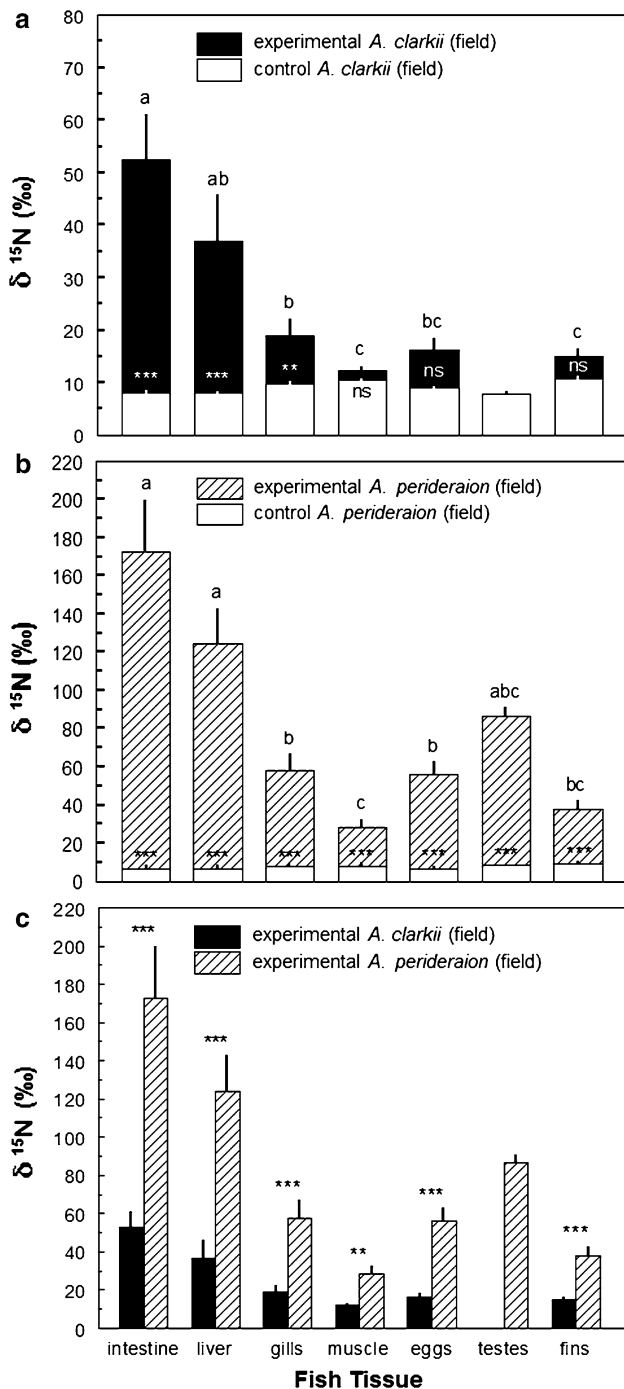 a
experimental A. clarkii (field)
control A. clarkii (field)
80
70
60
50
40
30
20
10
0
δ 15N (‰)
a
ab
b
c
bc
c
***
***
**
ns
ns
ns
b
experimental A. perideraion (field)
control A. perideraion (field)
220
200
180
160
140
120
100
80
60
40
20
0
δ 15N (‰)
a
a
b
c
b
abc
bc
***
***
***
***
***
***
***
c
experimental A. clarkii (field)
experimental A. perideraion (field)
220
200
180
160
140
120
100
80
60
40
20
0
δ 15N (‰)
***
***
***
**
***
***
intestine liver gills muscle eggs testes fins
Fish Tissue